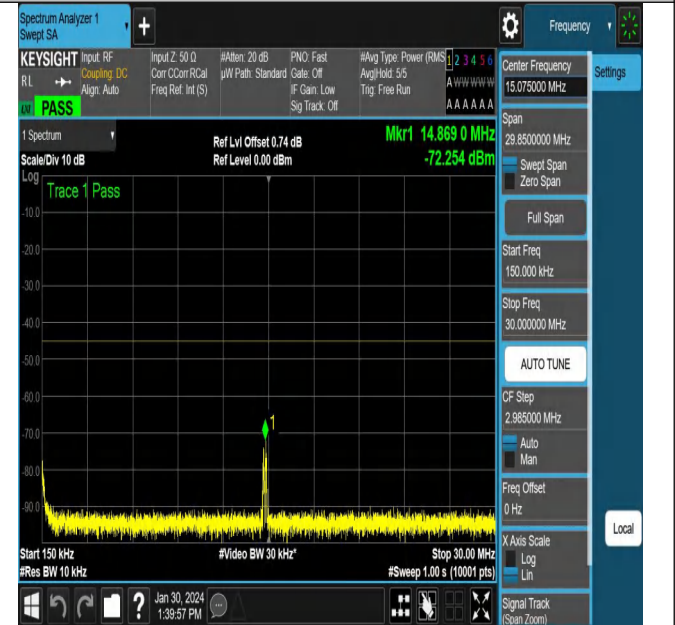 Spectrum Analyzer 1
Swept SA
Frequency
KEYSIGHT
RL
PASS
Input: RF
Coupling: DC
Align: Auto
Input Z: 50 Ω
Corr CCorr RCal
Freq Ref: Int (S)
#Atten: 20 dB
µW Path: Standard
PNO: Fast
Gate: Off
IF Gain: Low
Sig Track: Off
#Avg Type: Power (RMS
Avg|Hold: 5/5
Trig: Free Run
1 2 3 4 5 6
A W W W W W
A A A A A A
1 Spectrum
Scale/Div 10 dB
Ref Lvl Offset 0.74 dB
Ref Level 0.00 dBm
Mkr1 14.869 0 MHz
-72.254 dBm
Log
Trace 1 Pass
-10.0
-20.0
-30.0
-40.0
-50.0
-60.0
-70.0
-80.0
-90.0
1
Start 150 kHz
#Res BW 10 kHz
#Video BW 30 kHz*
Stop 30.00 MHz
#Sweep 1.00 s (10001 pts)
Jan 30, 2024
1:39:57 PM
Center Frequency
15.075000 MHz
Settings
Span
29.8500000 MHz
Swept Span
Zero Span
Full Span
Start Freq
150.000 kHz
Stop Freq
30.000000 MHz
AUTO TUNE
CF Step
2.985000 MHz
Auto
Man
Freq Offset
0 Hz
X Axis Scale
Log
Lin
Local
Signal Track
(Span Zoom)